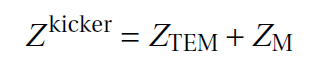 Z^kicker = Z_TEM + Z_M